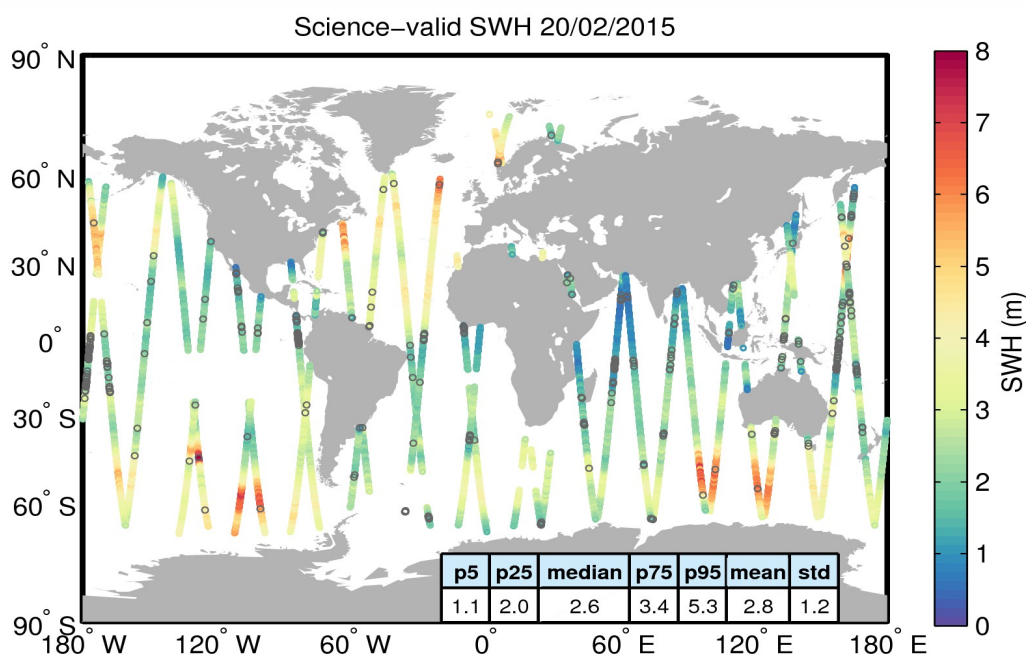 Science−valid SWH 20/02/2015
90° N
60° N
30° N
0°
30° S
60° S
90° S
180° W
120° W
60° W
0°
60° E
120° E
180° E
p5 p25 median p75 p95 mean std
1.1 2.0 2.6 3.4 5.3 2.8 1.2
8
7
6
5
4
3
2
1
0
SWH (m)